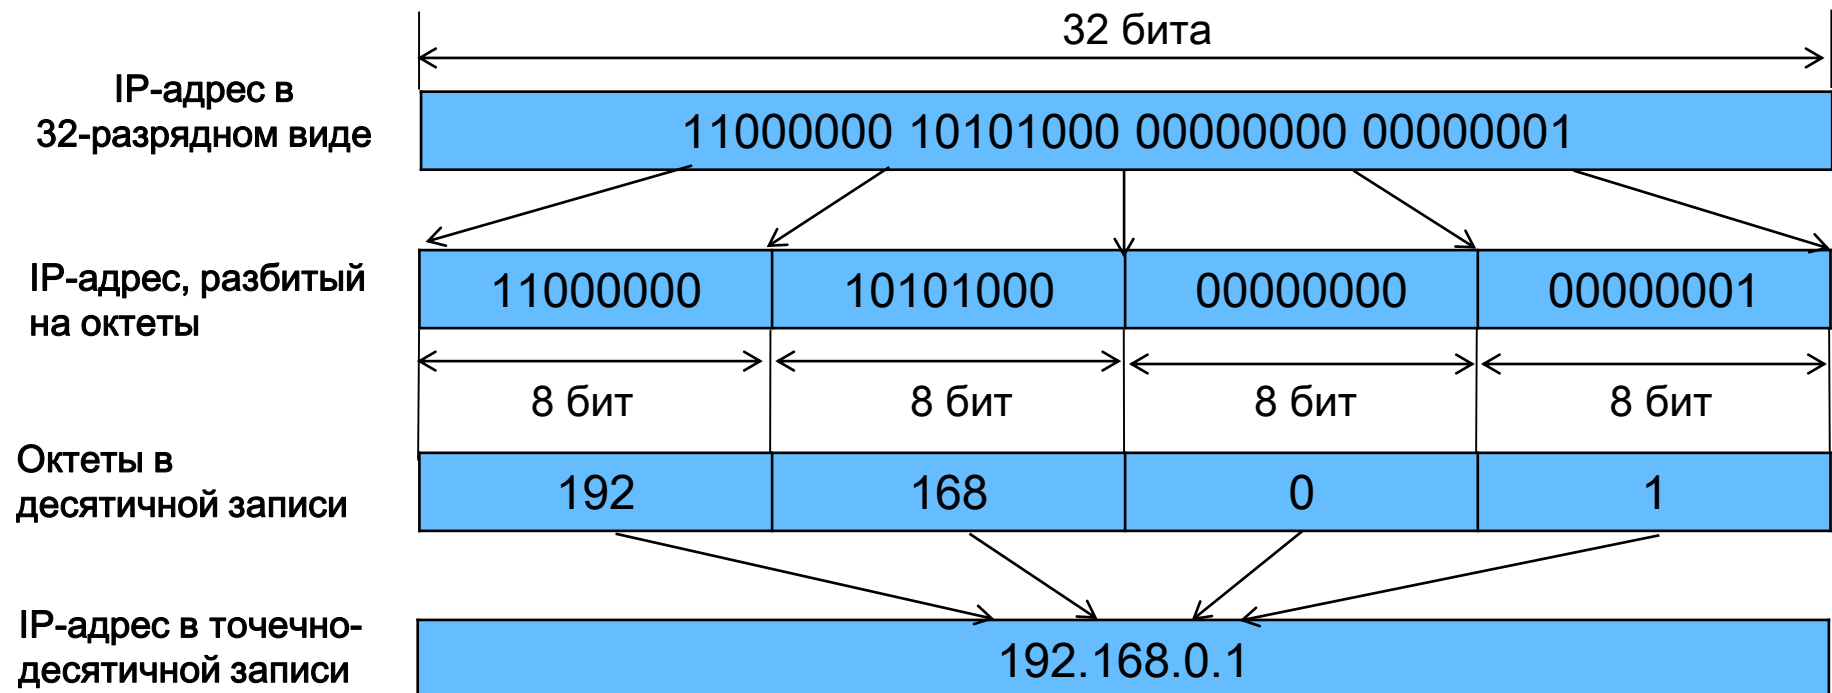 32 бита
IP-адрес в
32-разрядном виде
11000000 10101000 00000000 00000001
IP-адрес, разбитый
на октеты
11000000 10101000 00000000 00000001
8 бит 8 бит 8 бит 8 бит
Октеты в
десятичной записи
192 168 0 1
IP-адрес в точечно-
десятичной записи
192.168.0.1